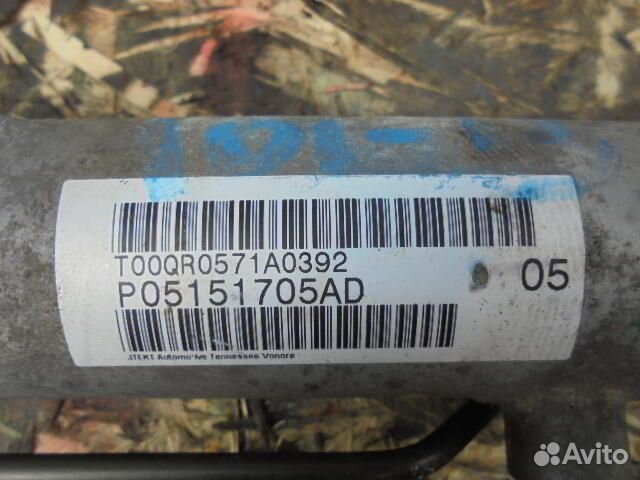 T00QR0571A0392
P05151705AD
05
JTEKT Automotive Tennessee Vonore
Avito